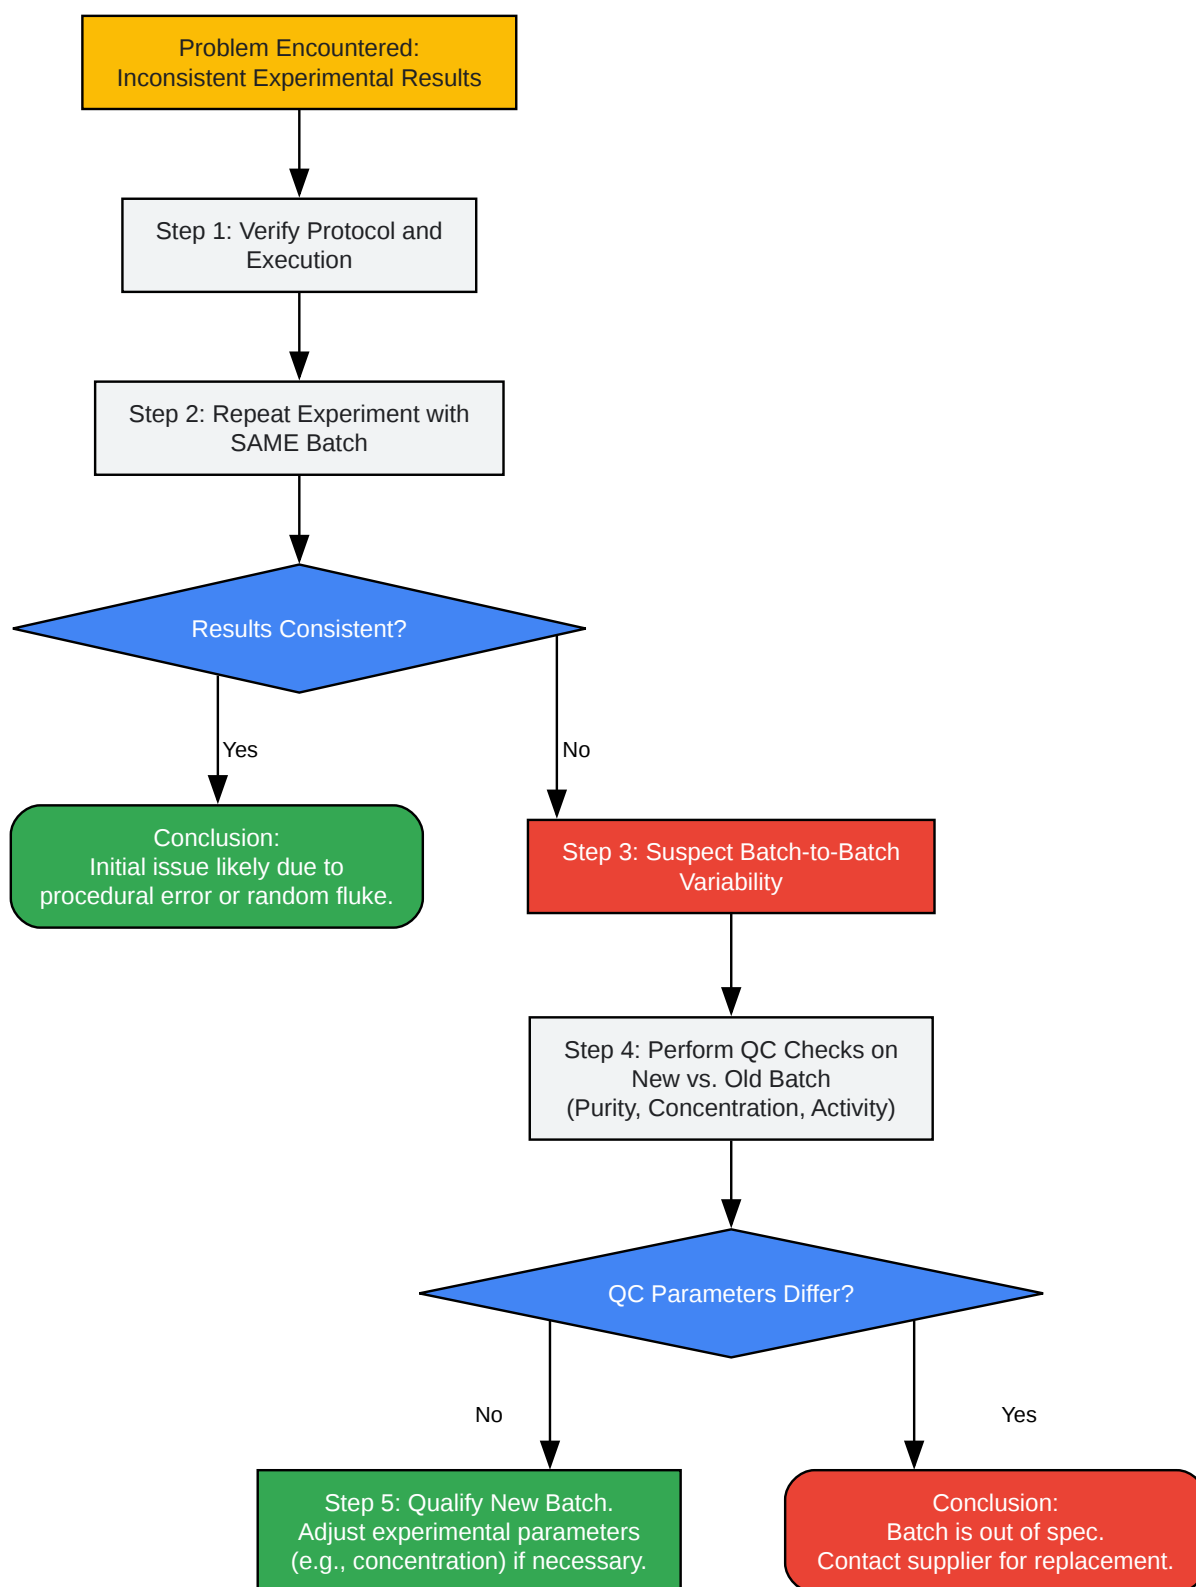 Problem Encountered:
Inconsistent Experimental Results
Step 1: Verify Protocol and
Execution
Step 2: Repeat Experiment with
SAME Batch
Results Consistent?
Yes
No
Conclusion:
Initial issue likely due to
procedural error or random fluke.
Step 3: Suspect Batch-to-Batch
Variability
Step 4: Perform QC Checks on
New vs. Old Batch
(Purity, Concentration, Activity)
QC Parameters Differ?
No
Yes
Step 5: Qualify New Batch.
Adjust experimental parameters
(e.g., concentration) if necessary.
Conclusion:
Batch is out of spec.
Contact supplier for replacement.